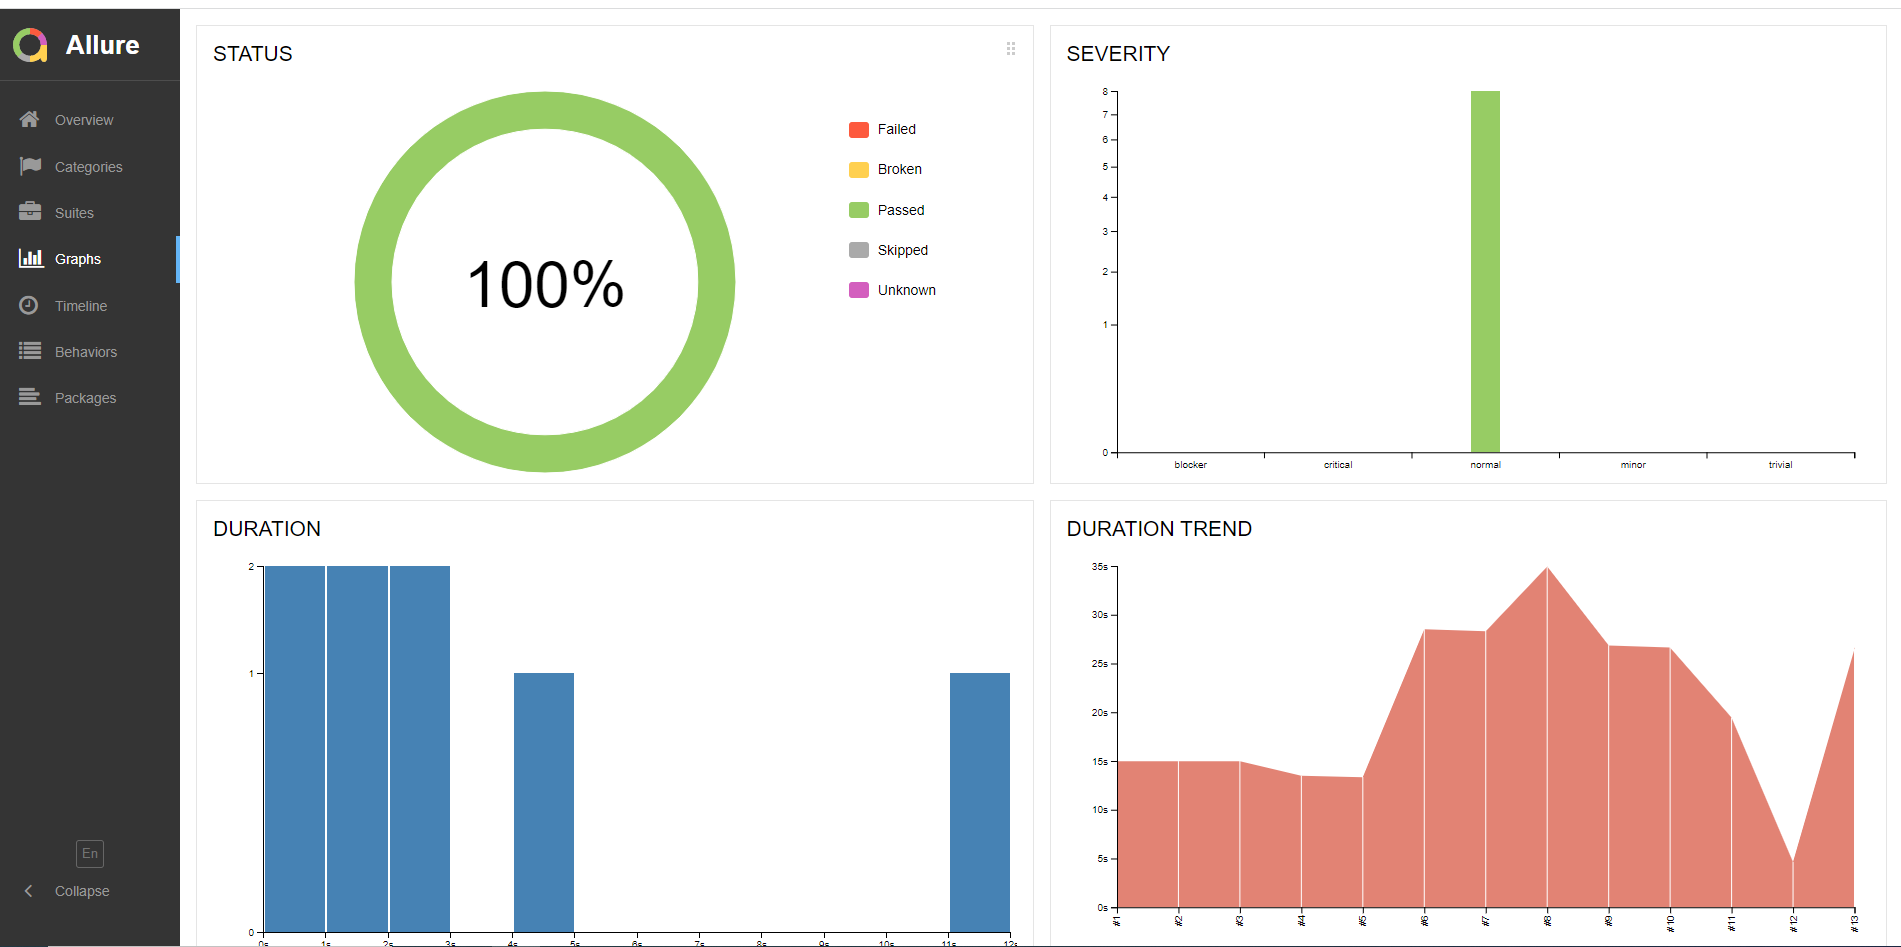 Allure
Overview
Categories
Suites
Graphs
Timeline
Behaviors
Packages
En
Collapse
STATUS
100%
Failed
Broken
Passed
Skipped
Unknown
SEVERITY
8
7
6
5
4
3
2
1
0
blocker critical normal minor trivial
DURATION
2
1
0
0s 1s 2s 3s 4s 5s 6s 7s 8s 9s 10s 11s 12s
DURATION TREND
35s
30s
25s
20s
15s
10s
5s
0s
#1 #2 #3 #4 #5 #6 #7 #8 #9 #10 #11 #12 #13